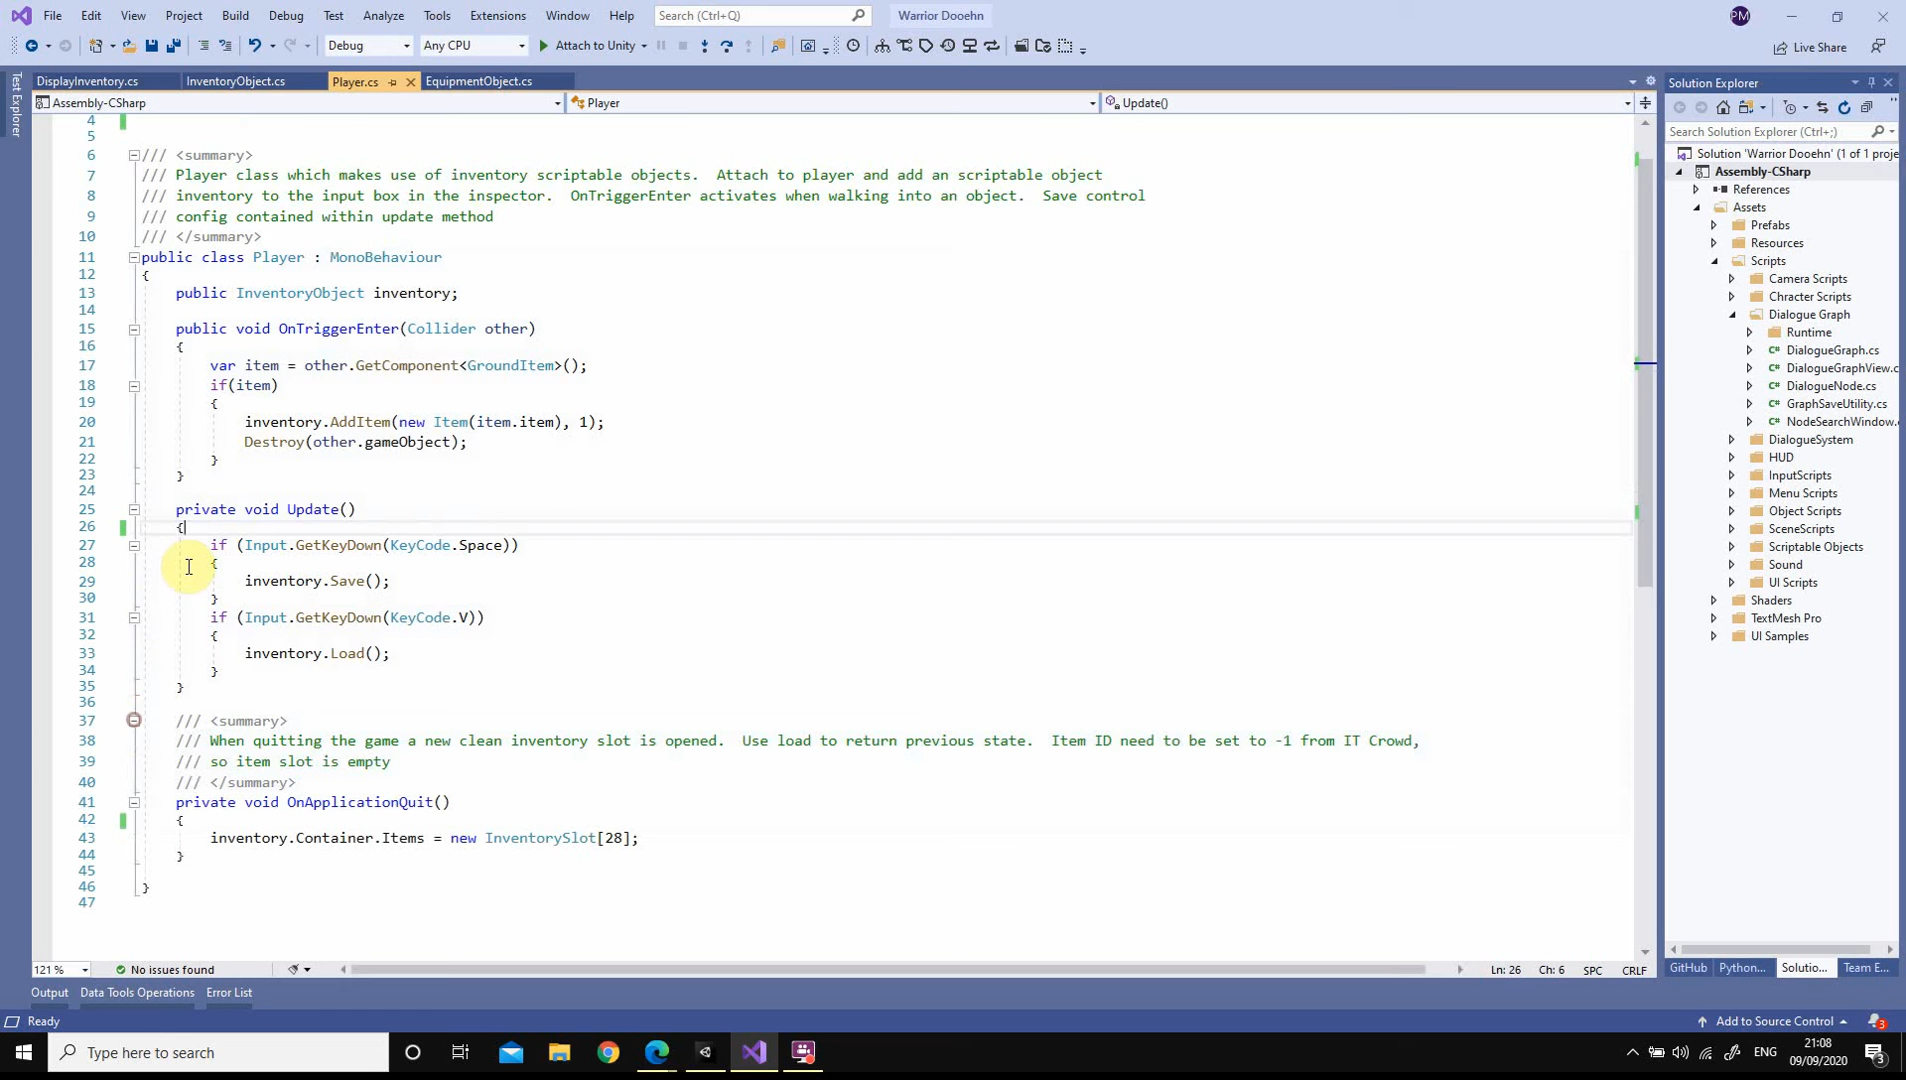 File Edit View Project Build Debug Test Analyze Tools Extensions Window Help Search (Ctrl+Q) Warrior Dooehn PM
Debug Any CPU Attach to Unity Live Share
DisplayInventory.cs InventoryObject.cs Player.cs EquipmentObject.cs
Assembly-CSharp Player Update()
Test Explorer
4
5
6 /// <summary>
7 /// Player class which makes use of inventory scriptable objects.  Attach to player and add an scriptable object
8 /// inventory to the input box in the inspector.  OnTriggerEnter activates when walking into an object.  Save control
9 /// config contained within update method
10 /// </summary>
11 public class Player : MonoBehaviour
12 {
13 public InventoryObject inventory;
14
15 public void OnTriggerEnter(Collider other)
16 {
17 var item = other.GetComponent<GroundItem>();
18 if(item)
19 {
20 inventory.AddItem(new Item(item.item), 1);
21 Destroy(other.gameObject);
22 }
23 }
24
25 private void Update()
26 {
27 if (Input.GetKeyDown(KeyCode.Space))
28 {
29 inventory.Save();
30 }
31 if (Input.GetKeyDown(KeyCode.V))
32 {
33 inventory.Load();
34 }
35 }
36
37 /// <summary>
38 /// When quitting the game a new clean inventory slot is opened.  Use load to return previous state.  Item ID need to be set to -1 from IT Crowd,
39 /// so item slot is empty
40 /// </summary>
41 private void OnApplicationQuit()
42 {
43 inventory.Container.Items = new InventorySlot[28];
44 }
45
46 }
47
Solution Explorer
Search Solution Explorer (Ctrl+;)
Solution 'Warrior Dooehn' (1 of 1 proje
Assembly-CSharp
References
Assets
Prefabs
Resources
Scripts
Camera Scripts
Chracter Scripts
Dialogue Graph
Runtime
C# DialogueGraph.cs
C# DialogueGraphView.c
C# DialogueNode.cs
C# GraphSaveUtility.cs
C# NodeSearchWindow.
DialogueSystem
HUD
InputScripts
Menu Scripts
Object Scripts
SceneScripts
Scriptable Objects
Sound
UI Scripts
Shaders
TextMesh Pro
UI Samples
GitHub Python... Solutio... Team E...
121 % No issues found Ln: 26 Ch: 6 SPC CRLF
Output Data Tools Operations Error List
Ready Add to Source Control 3
Type here to search ENG 21:08
09/09/2020 3